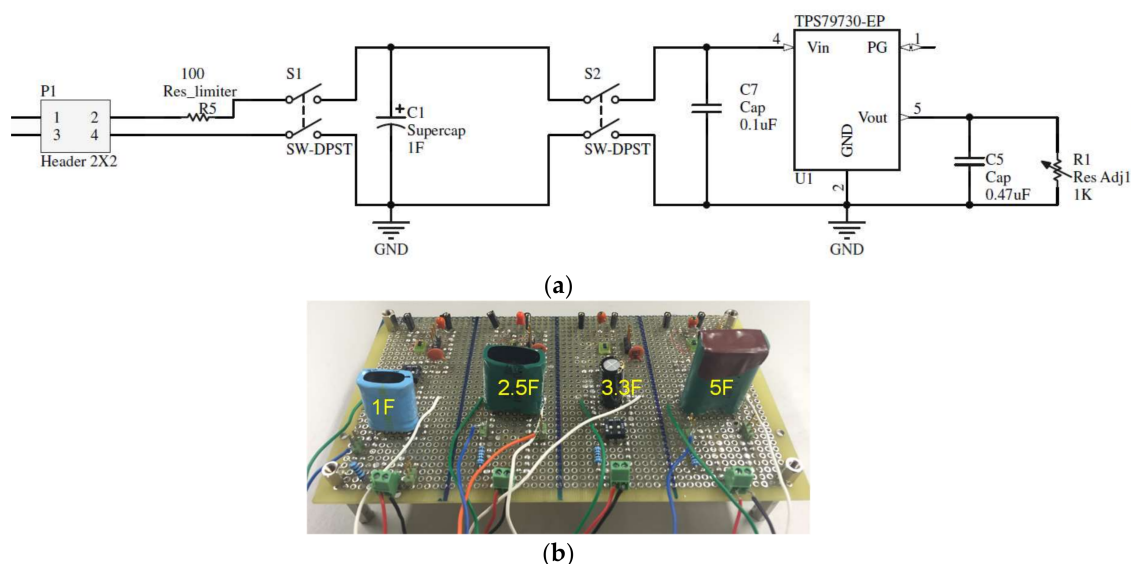 TPS79730-EP
4 Vin PG 1
100
Res_limiter
R5
S1
S2
P1
1 2
3 4
Header 2X2
SW-DPST
C1
Supercap
1F
SW-DPST
C7
Cap
0.1uF
Vout 5
GND
U1
2
C5
Cap
0.47uF
R1
Res Adj1
1K
GND
GND
(a)
1F
2.5F
3.3F
5F
(b)